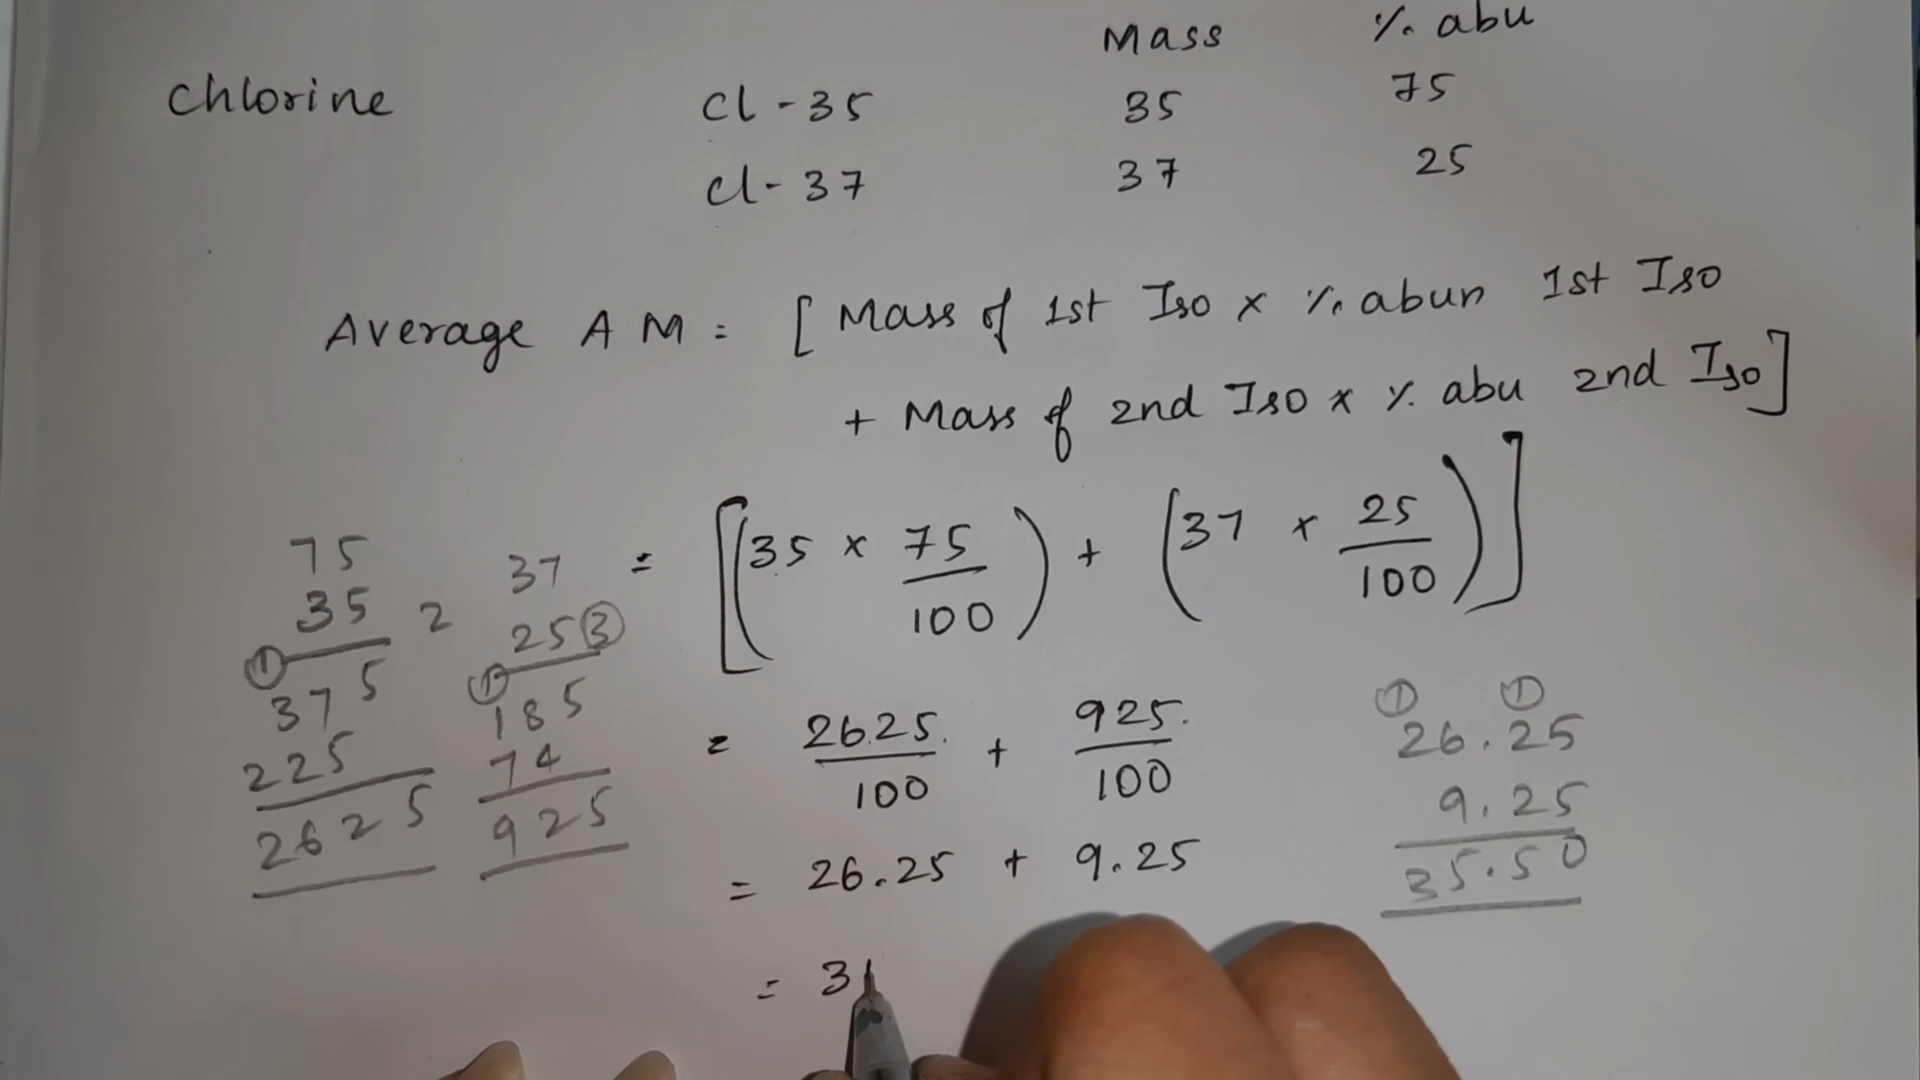 Mass % abu
Chlorine Cl-35 35 75
Cl-37 37 25
Average AM = [Mass of 1st Iso x % abun 1st Iso
+ Mass of 2nd Iso x % abu 2nd Iso]
= [(35 x 75/100) + (37 x 25/100)]
= 2625/100 + 925/100
= 26.25 + 9.25
= 3
75
35 2
①
375
225
2625
37
25③
①
185
74
925
① ①
26.25
9.25
35.50